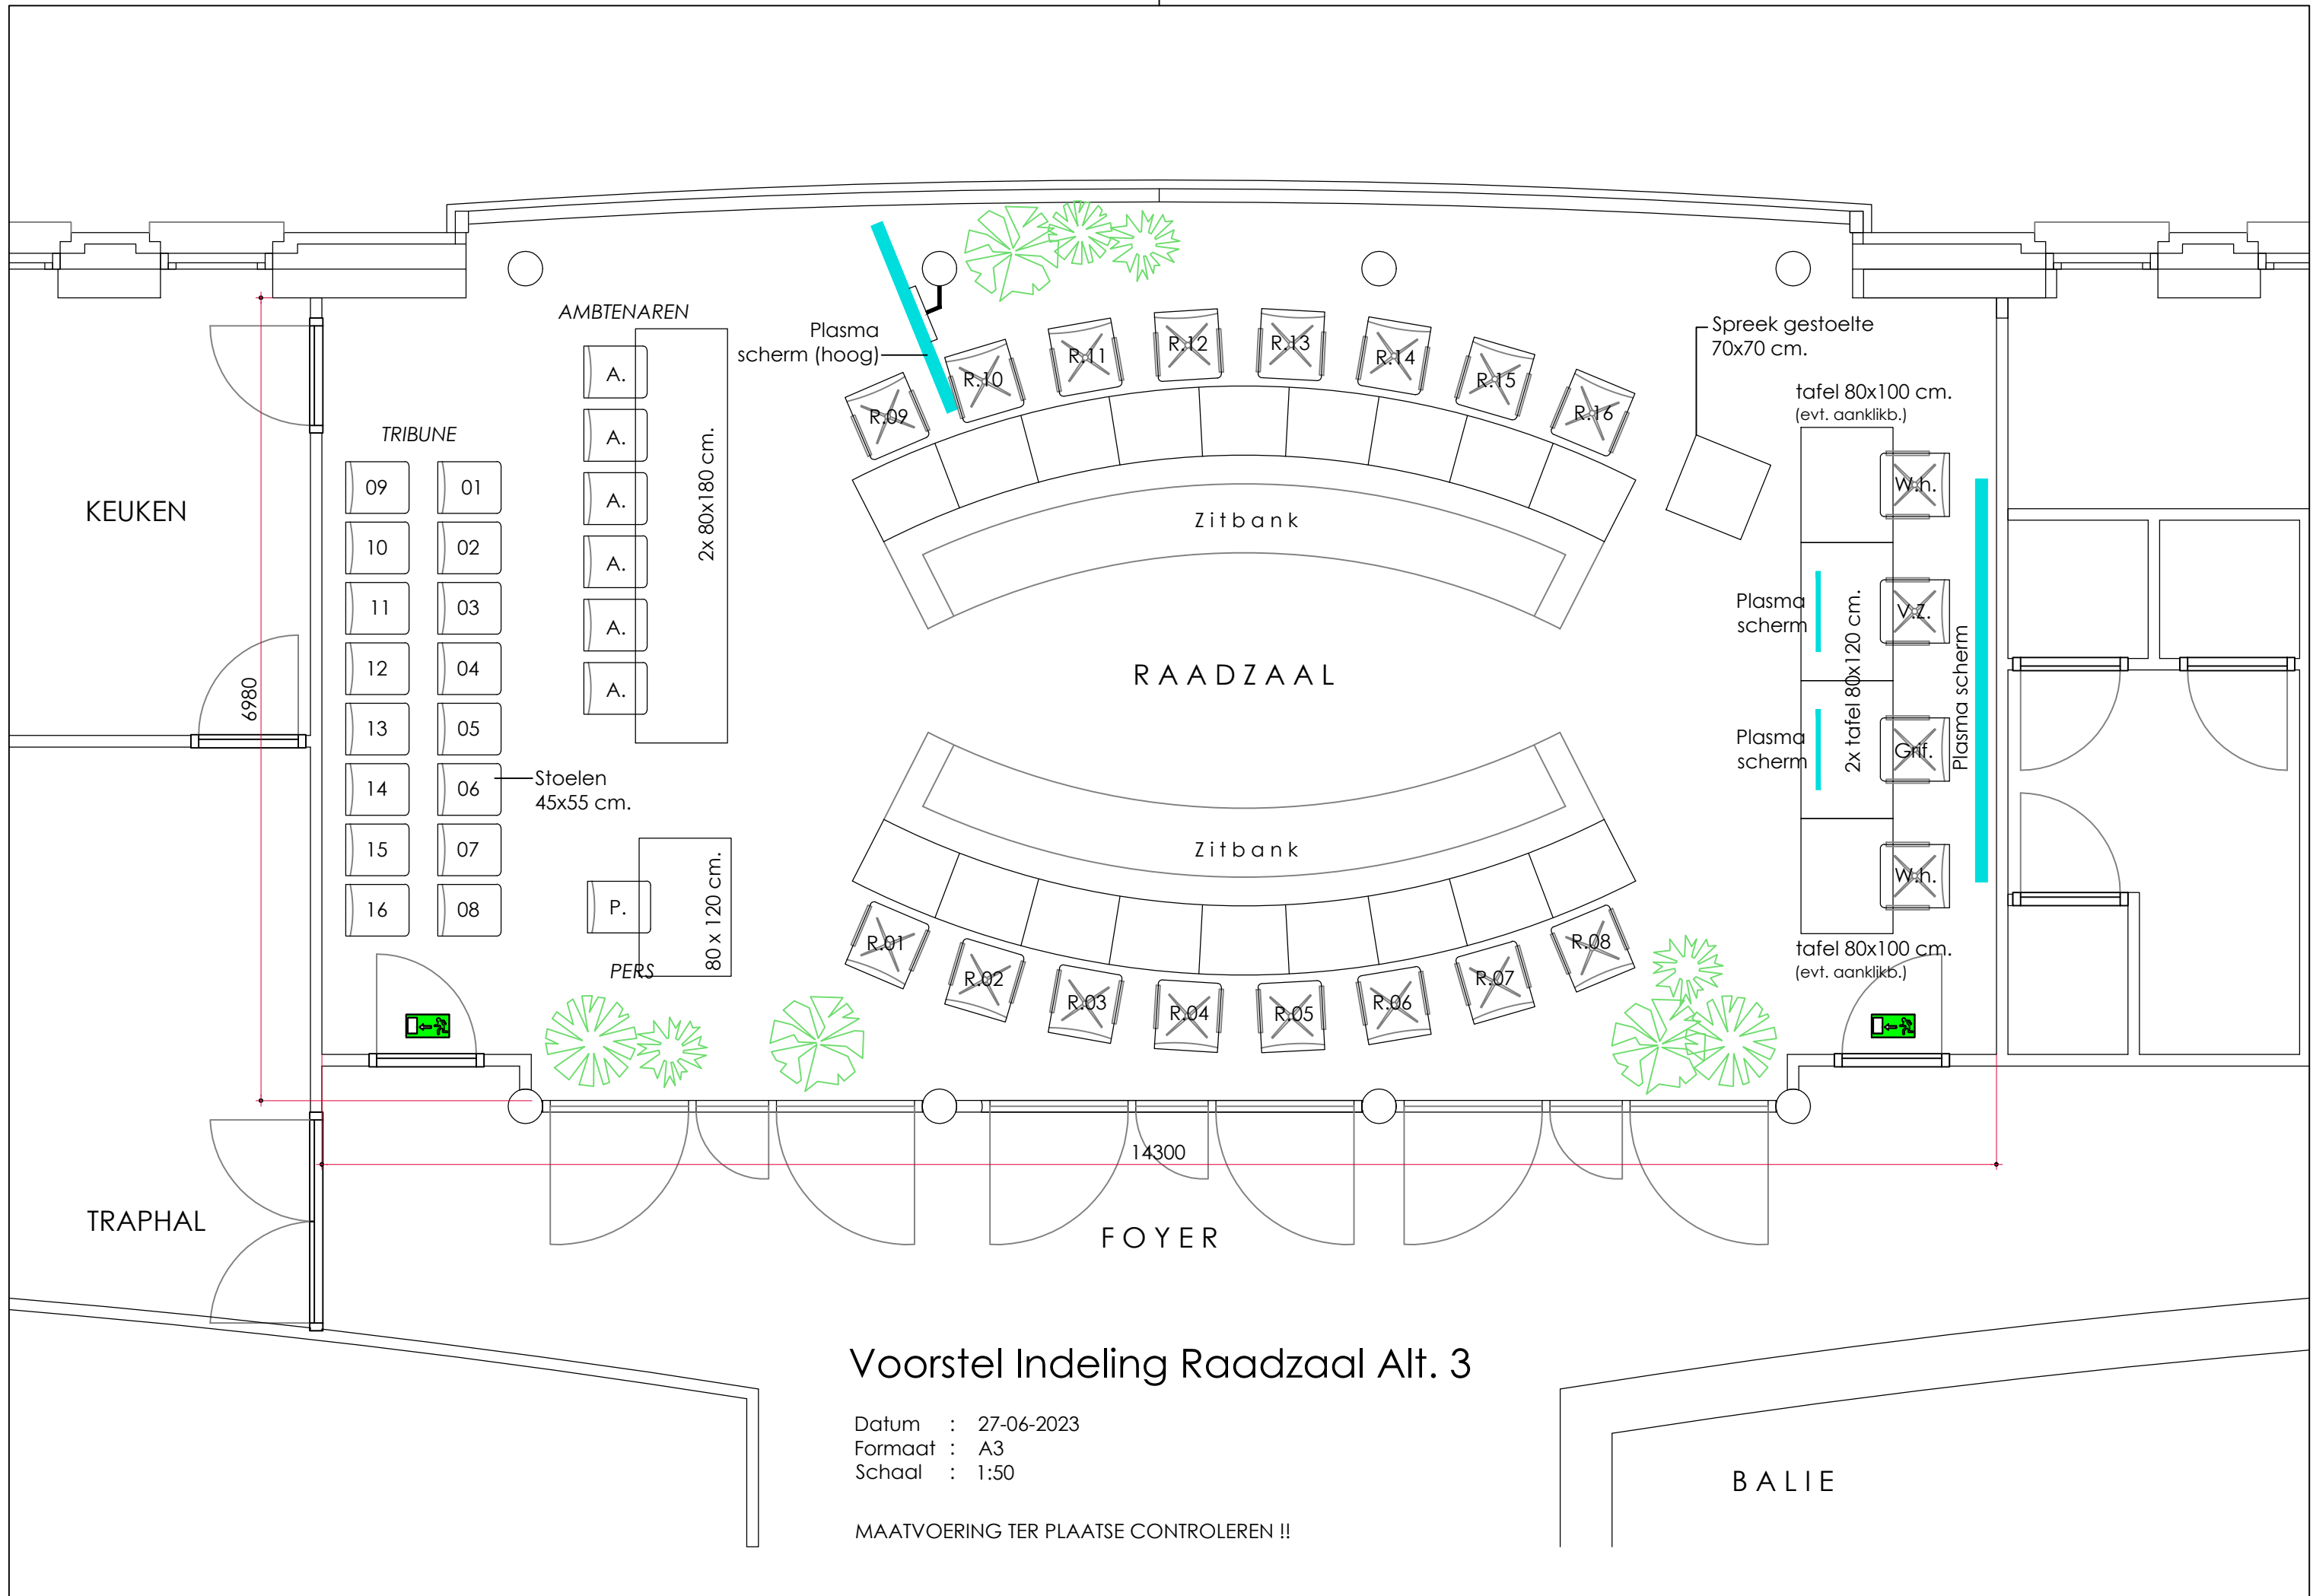 AMBTENAREN
Plasma
scherm (hoog)
Spreek gestoelte
70x70 cm.
tafel 80x100 cm.
(evt. aanklikb.)
TRIBUNE
KEUKEN
A.
A.
A.
A.
A.
A.
2x 80x180 cm.
R.09
R.10
R.11
R.12
R.13
R.14
R.15
R.16
09
01
10
02
11
03
12
04
13
05
14
06
15
07
16
08
Stoelen
45x55 cm.
6980
Zitbank
RAADZAAL
Zitbank
W.h.
V.Z.
Grif.
W.h.
Plasma
scherm
Plasma
scherm
2x tafel 80x120 cm.
Plasma scherm
P.
80 x 120 cm.
PERS
R.01
R.02
R.03
R.04
R.05
R.06
R.07
R.08
tafel 80x100 cm.
(evt. aanklikb.)
14300
TRAPHAL
FOYER
Voorstel Indeling Raadzaal Alt. 3
Datum : 27-06-2023
Formaat : A3
Schaal : 1:50
BALIE
MAATVOERING TER PLAATSE CONTROLEREN !!